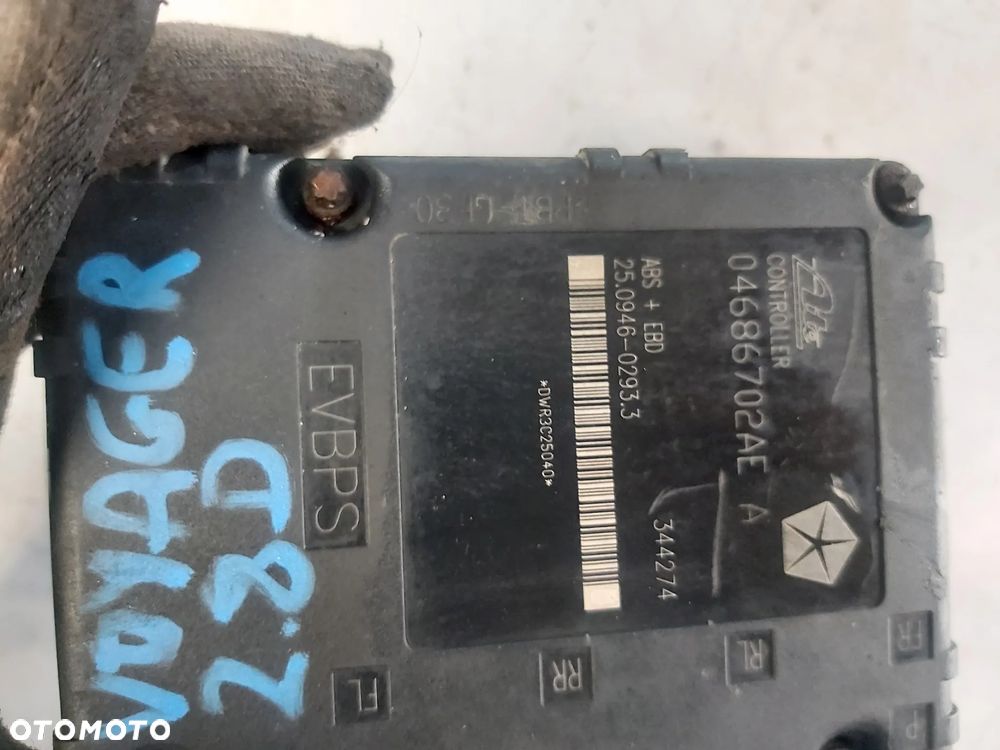 Ate
CONTROLLER
04686702AE A
ABS + EBD
25.0946-0293.3
344274
*DWR3C25040*
EVBPS
FL
RR
RL
FR
P
VOYAGER
2.8D
OTOMOTO